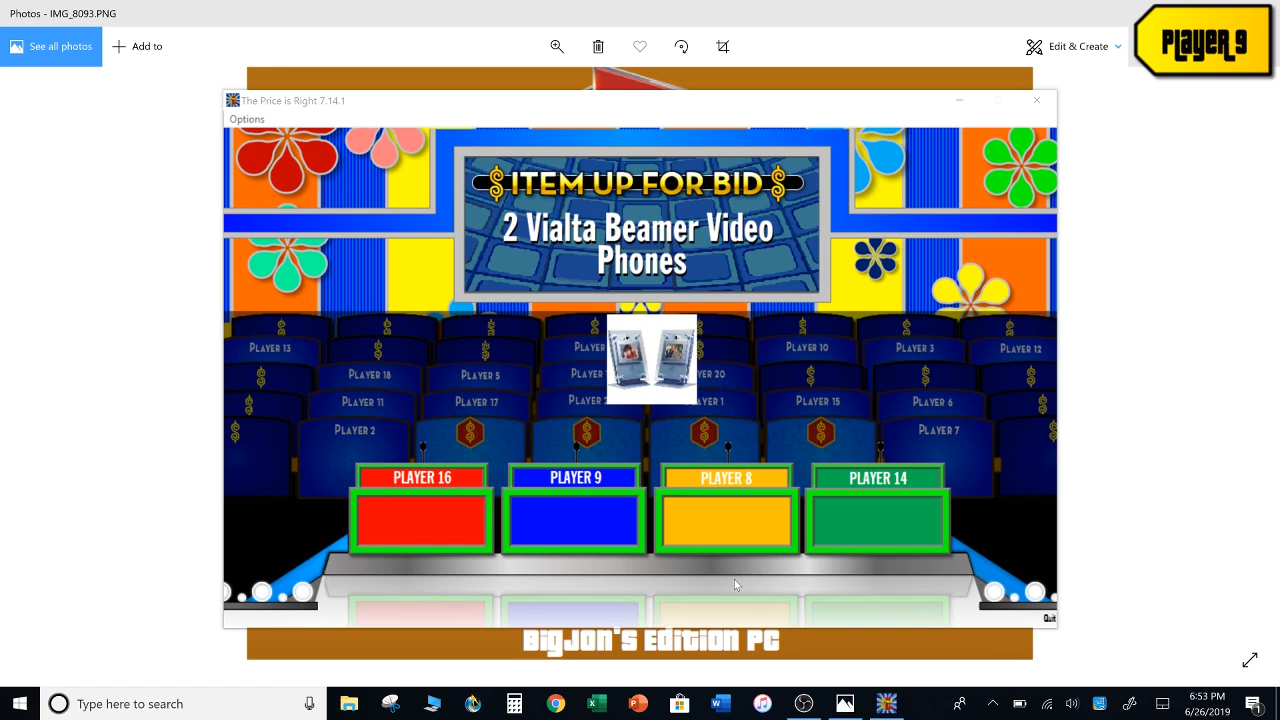 Photos - IMG_8093.PNG
See all photos
Add to
Edit & Create
Player 9
The Price is Right 7.14.1
Options
$ ITEM UP FOR BID $
2 Vialta Beamer Video
Phones
PLAYER 13
PLAYER 10
PLAYER 3
PLAYER 12
PLAYER 18
PLAYER 5
PLAYER 11
PLAYER 17
PLAYER 15
PLAYER 6
PLAYER 2
PLAYER 7
PLAYER 16
PLAYER 9
PLAYER 8
PLAYER 14
Quit
BigJon's Edition PC
Type here to search
6:53 PM
6/26/2019